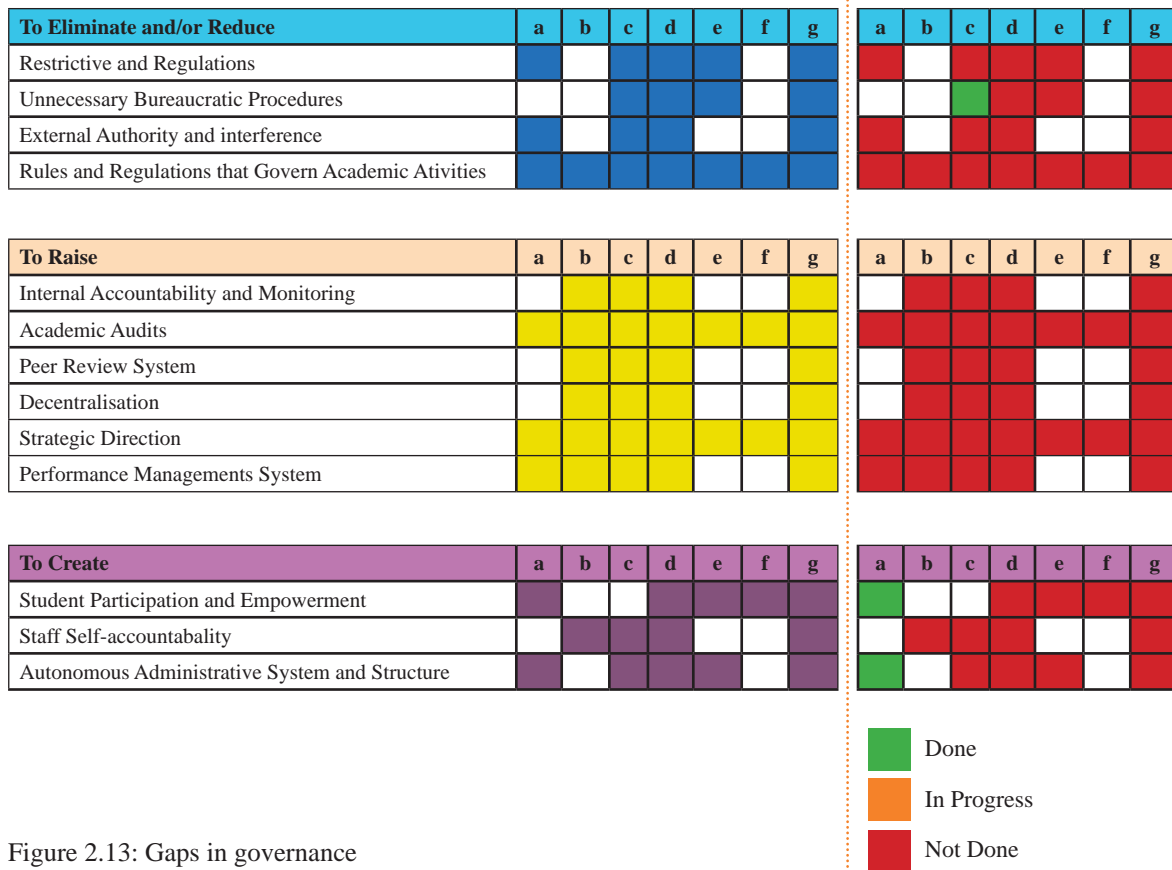 To Eliminate and/or Reduce a b c d e f g a b c d e f g
Restrictive and Regulations
Unnecessary Bureaucratic Procedures
External Authority and interference
Rules and Regulations that Govern Academic Ativities
To Raise a b c d e f g a b c d e f g
Internal Accountability and Monitoring
Academic Audits
Peer Review System
Decentralisation
Strategic Direction
Performance Managements System
To Create a b c d e f g a b c d e f g
Student Participation and Empowerment
Staff Self-accountabality
Autonomous Administrative System and Structure
Done
In Progress
Not Done
Figure 2.13: Gaps in governance